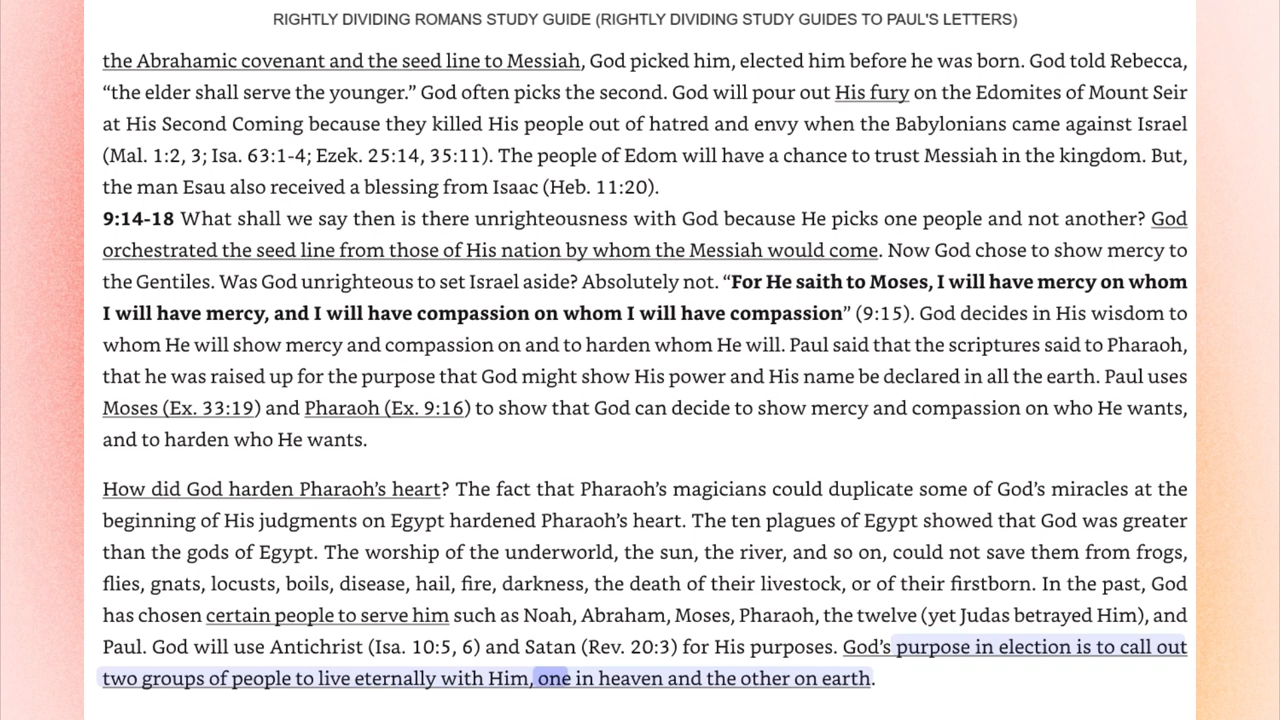 RIGHTLY DIVIDING ROMANS STUDY GUIDE (RIGHTLY DIVIDING STUDY GUIDES TO PAUL'S LETTERS)
the Abrahamic covenant and the seed line to Messiah, God picked him, elected him before he was born. God told Rebecca,
“the elder shall serve the younger.” God often picks the second. God will pour out His fury on the Edomites of Mount Seir
at His Second Coming because they killed His people out of hatred and envy when the Babylonians came against Israel
(Mal. 1:2, 3; Isa. 63:1-4; Ezek. 25:14, 35:11). The people of Edom will have a chance to trust Messiah in the kingdom. But,
the man Esau also received a blessing from Isaac (Heb. 11:20).
9:14-18 What shall we say then is there unrighteousness with God because He picks one people and not another? God
orchestrated the seed line from those of His nation by whom the Messiah would come. Now God chose to show mercy to
the Gentiles. Was God unrighteous to set Israel aside? Absolutely not. “For He saith to Moses, I will have mercy on whom
I will have mercy, and I will have compassion on whom I will have compassion” (9:15). God decides in His wisdom to
whom He will show mercy and compassion on and to harden whom He will. Paul said that the scriptures said to Pharaoh,
that he was raised up for the purpose that God might show His power and His name be declared in all the earth. Paul uses
Moses (Ex. 33:19) and Pharaoh (Ex. 9:16) to show that God can decide to show mercy and compassion on who He wants,
and to harden who He wants.
How did God harden Pharaoh’s heart? The fact that Pharaoh’s magicians could duplicate some of God’s miracles at the
beginning of His judgments on Egypt hardened Pharaoh’s heart. The ten plagues of Egypt showed that God was greater
than the gods of Egypt. The worship of the underworld, the sun, the river, and so on, could not save them from frogs,
flies, gnats, locusts, boils, disease, hail, fire, darkness, the death of their livestock, or of their firstborn. In the past, God
has chosen certain people to serve him such as Noah, Abraham, Moses, Pharaoh, the twelve (yet Judas betrayed Him), and
Paul. God will use Antichrist (Isa. 10:5, 6) and Satan (Rev. 20:3) for His purposes. God’s purpose in election is to call out
two groups of people to live eternally with Him, one in heaven and the other on earth.